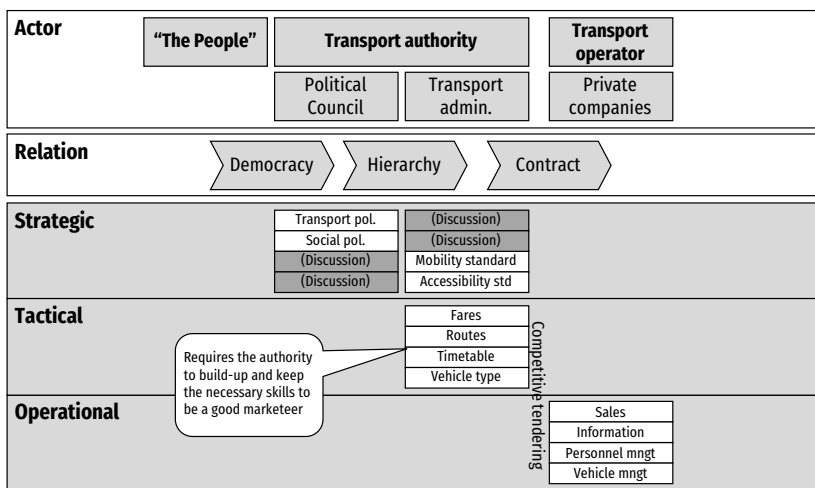 Actor
“The People”
Transport authority
Transport
operator
Political
Council
Transport
admin.
Private
companies
Relation
Democracy
Hierarchy
Contract
Strategic
Transport pol.
(Discussion)
Social pol.
(Discussion)
(Discussion)
Mobility standard
(Discussion)
Accessibility std
Tactical
Fares
Routes
Timetable
Vehicle type
Requires the authority
to build-up and keep
the necessary skills to
be a good marketeer
Competitive tendering
Operational
Sales
Information
Personnel mngt
Vehicle mngt